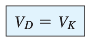 V_D = V_K